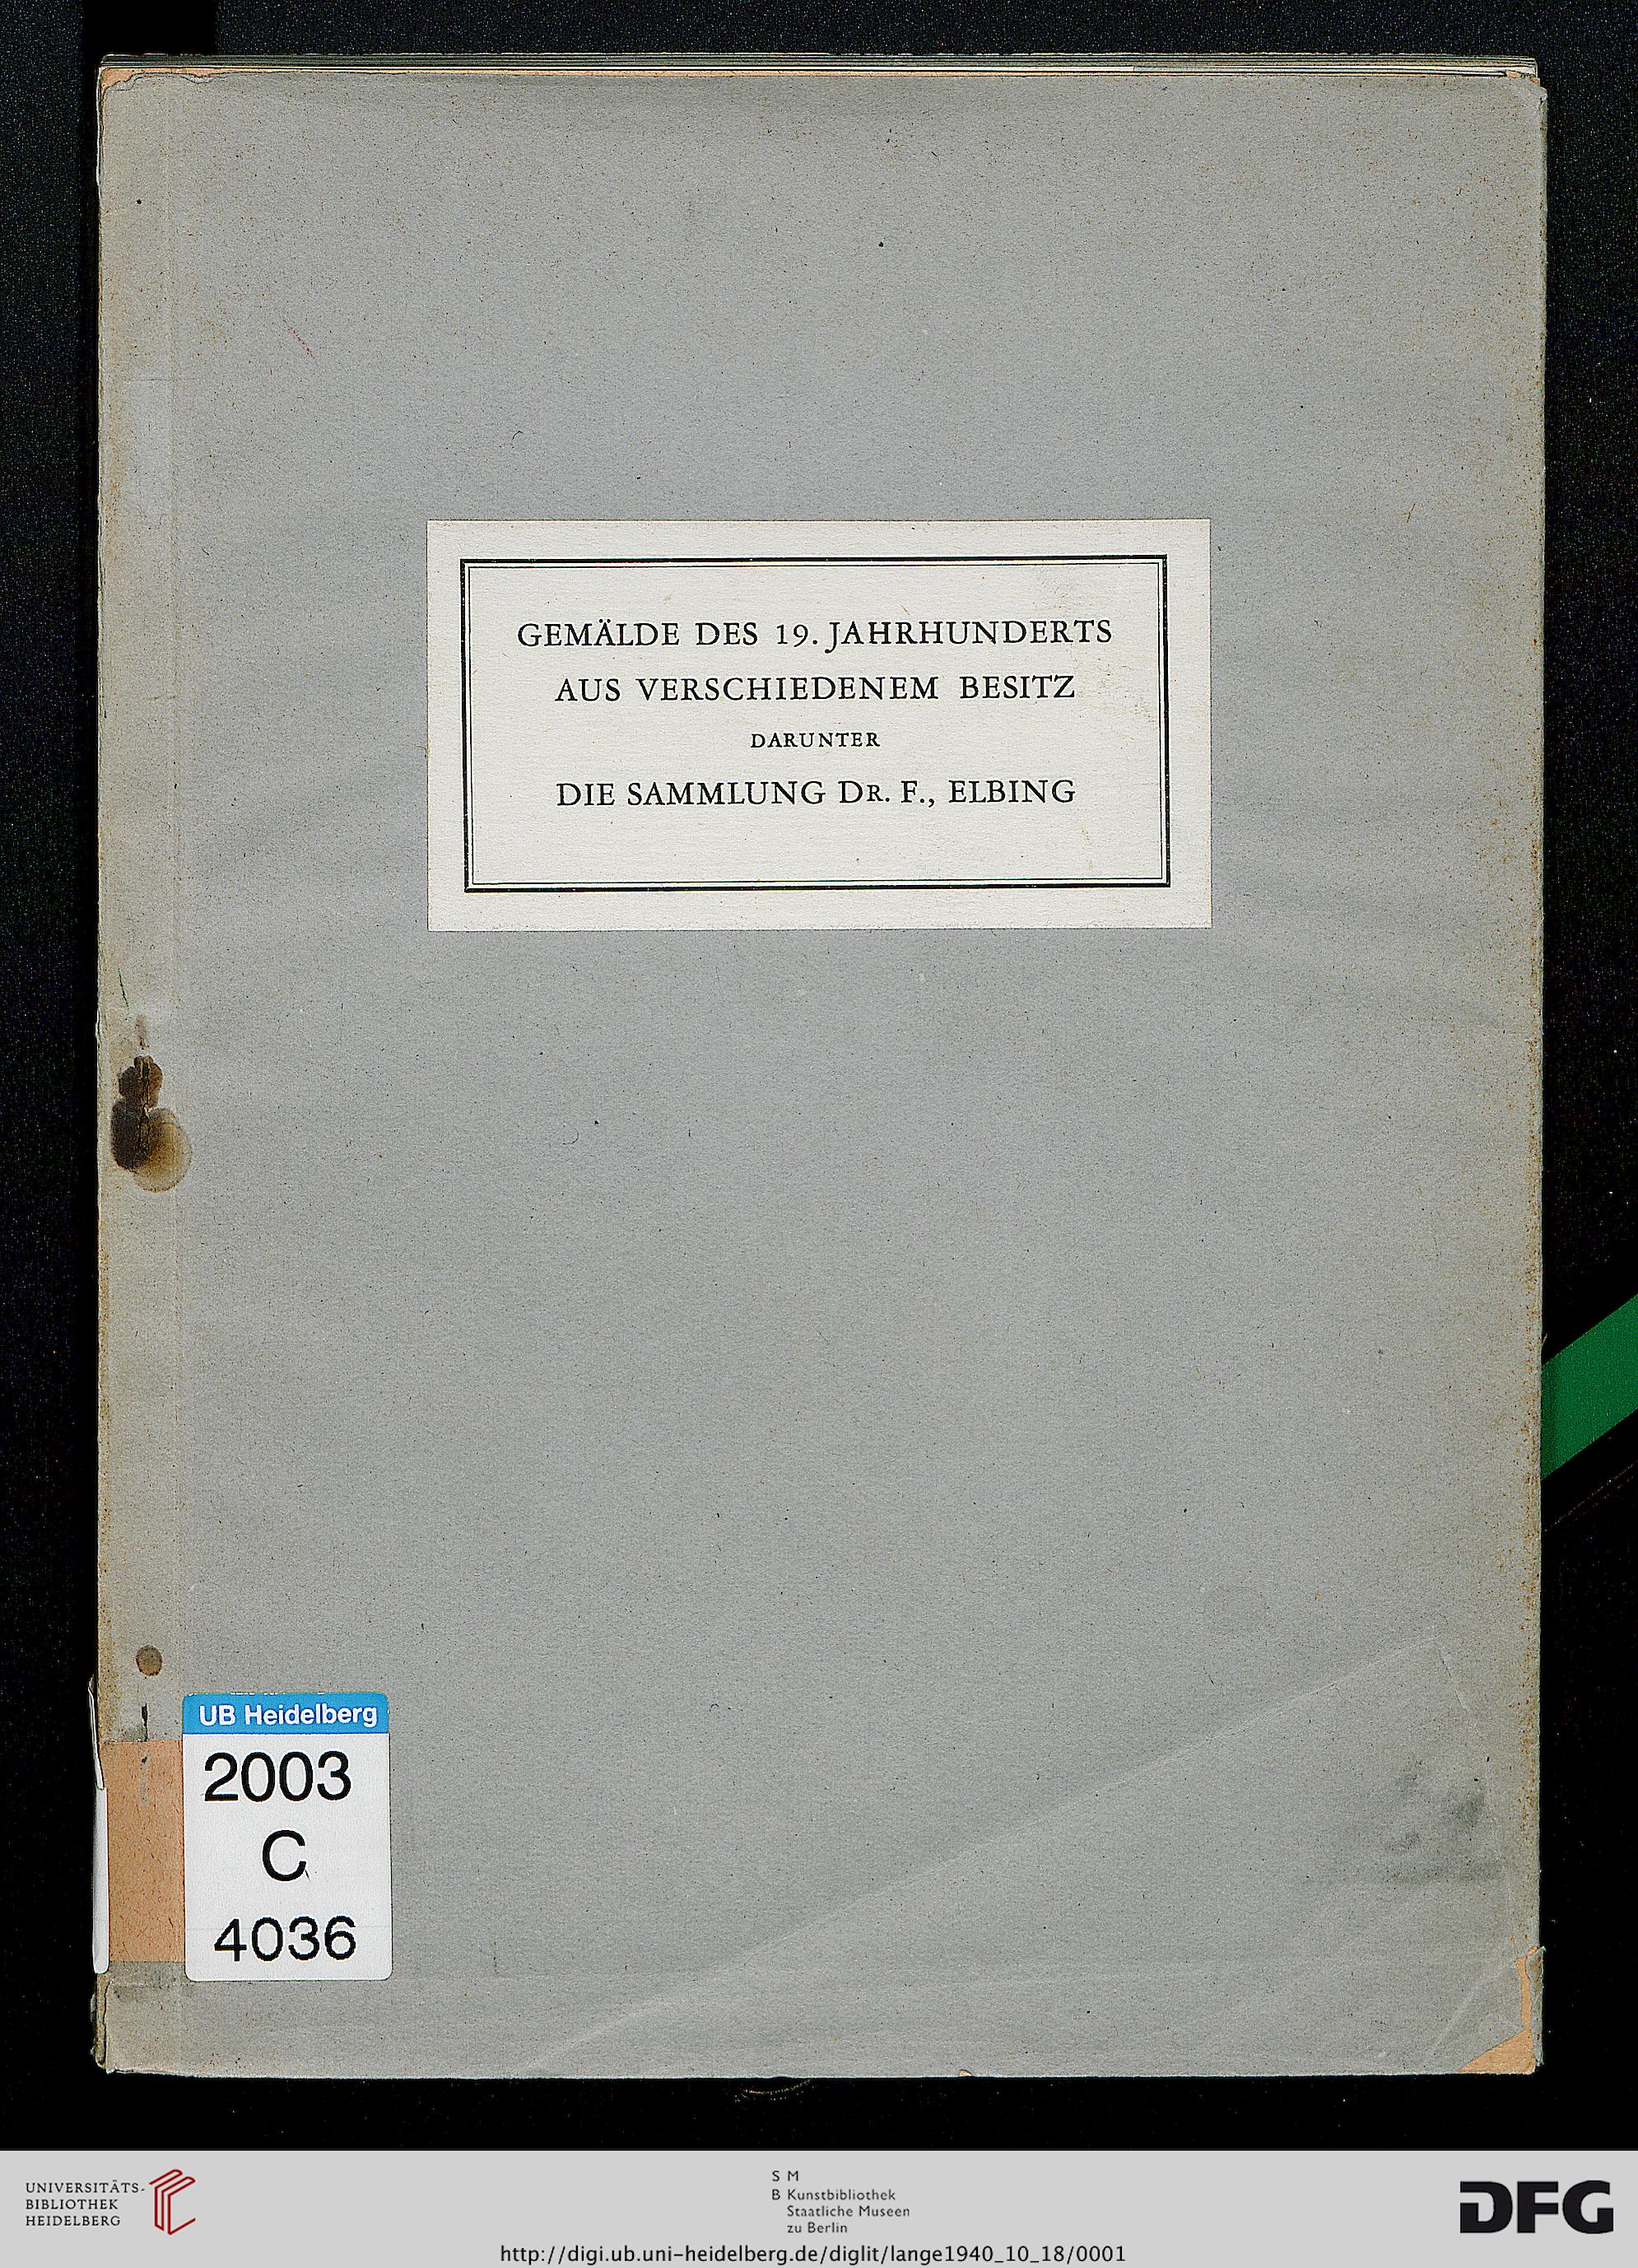 GEMÄLDE DES 19. JAHRHUNDERTS
AUS VERSCHIEDENEM BESITZ
DARUNTER
DIE SAMMLUNG DR. F., ELBING
UB Heidelberg
2003
C
4036
UNIVERSITÄTS-
BIBLIOTHEK
HEIDELBERG
S M
B Kunstbibliothek
Staatliche Museen
zu Berlin
DFG
http://digi.ub.uni-heidelberg.de/diglit/lange1940_10_18/0001